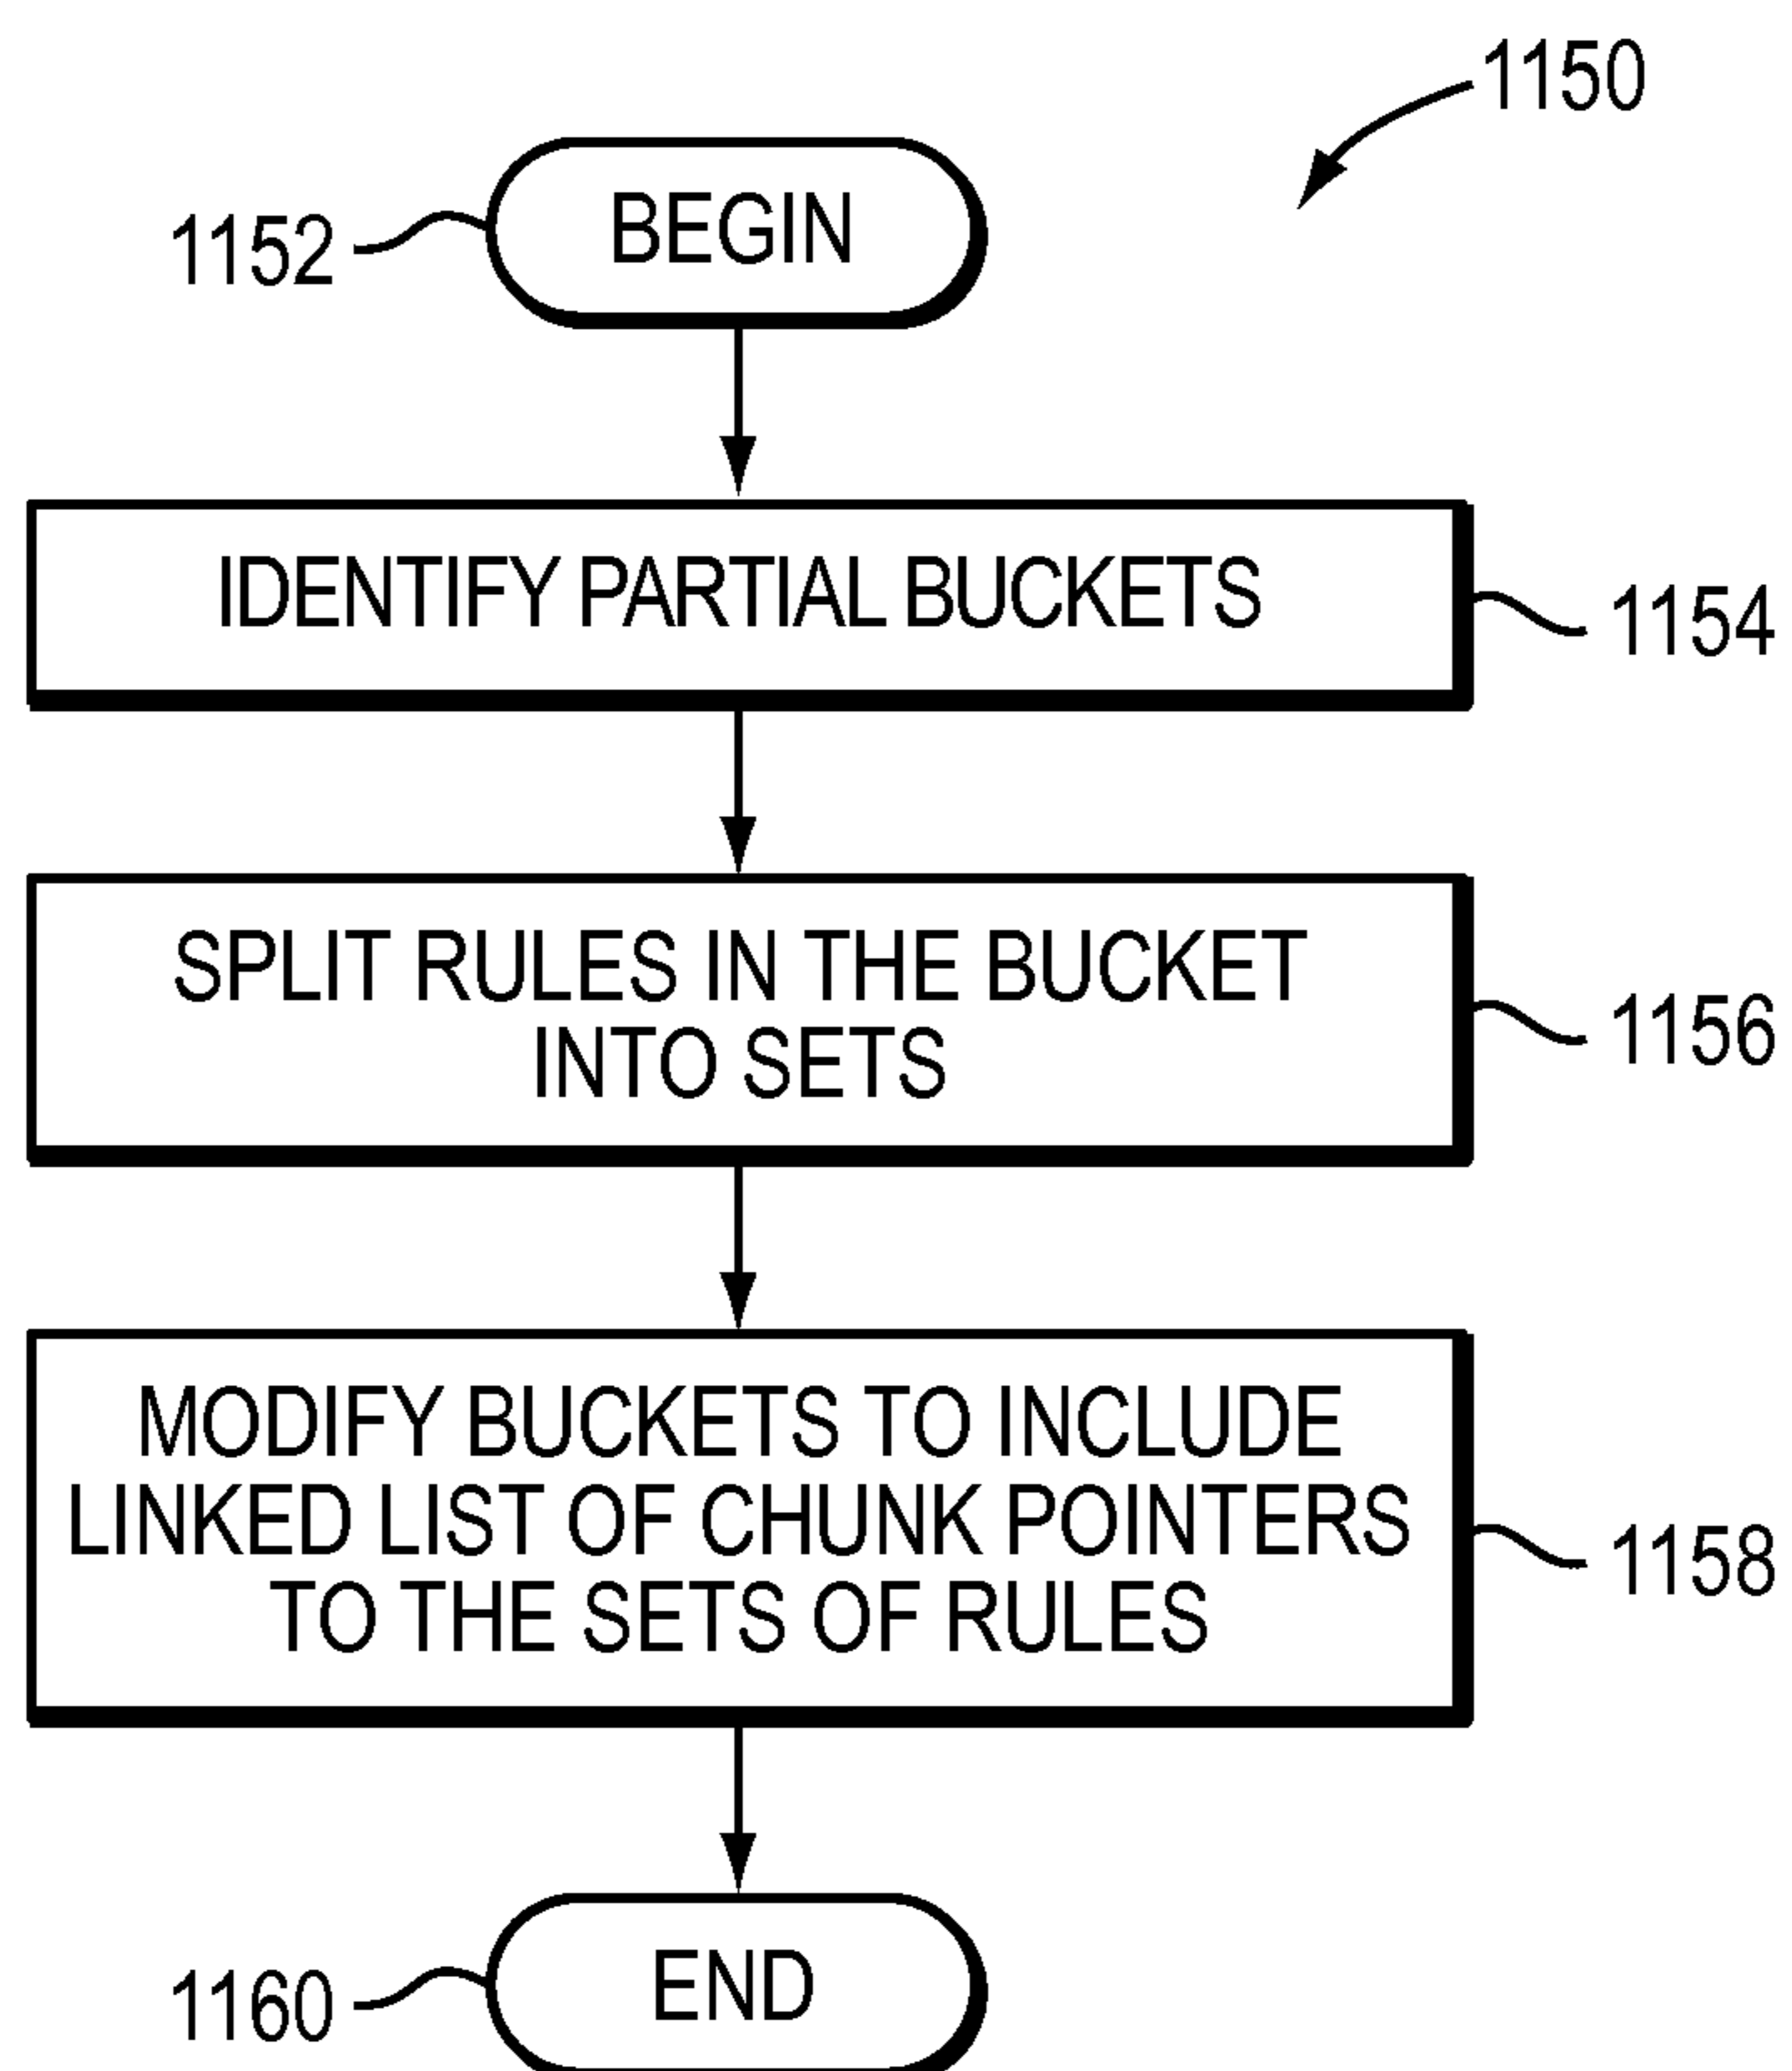 1150
BEGIN
1152
IDENTIFY PARTIAL BUCKETS
1154
SPLIT RULES IN THE BUCKET
INTO SETS
1156
MODIFY BUCKETS TO INCLUDE
LINKED LIST OF CHUNK POINTERS
TO THE SETS OF RULES
1158
END
1160